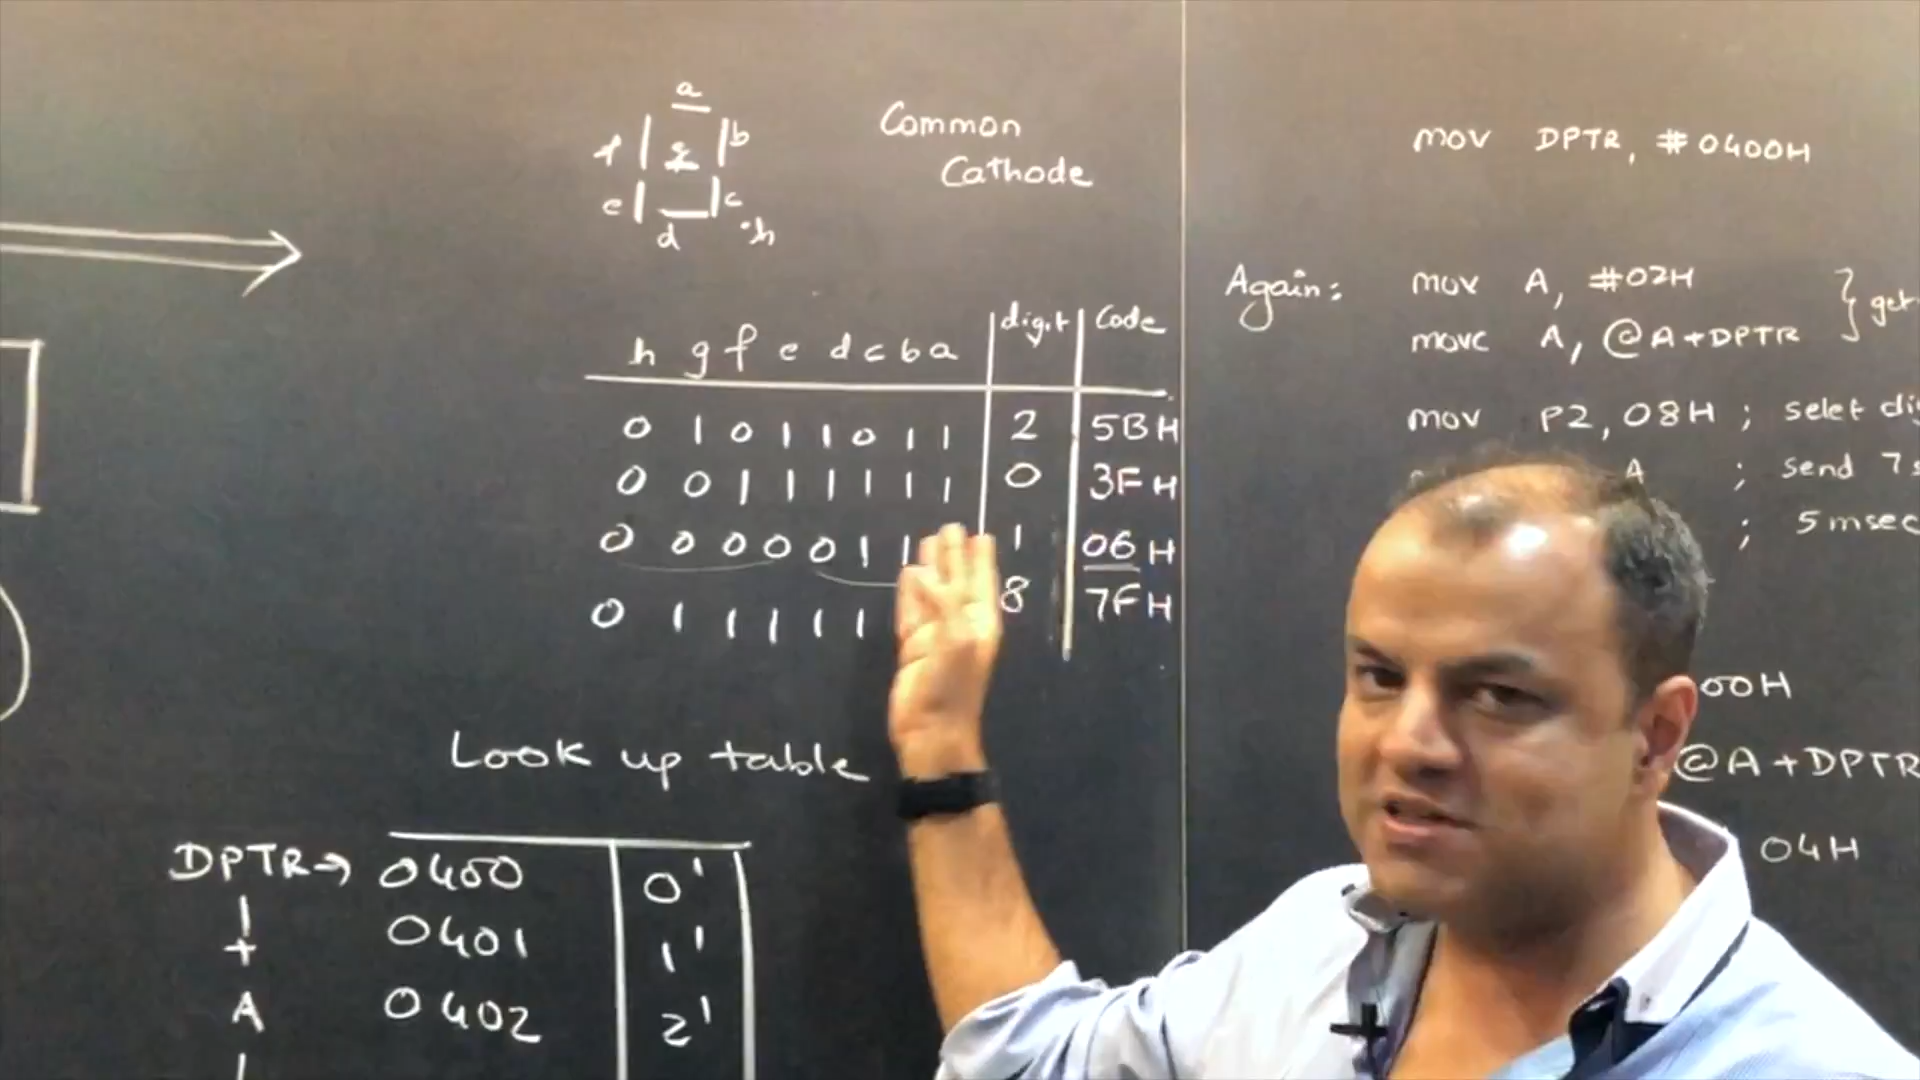 a
f g b
e c
d .h
Common
Cathode
h g f e d c b a digit Code
0 1 0 1 1 0 1 1 2 5BH
0 0 1 1 1 1 1 1 0 3FH
0 0 0 0 0 1 1 1 06H
0 1 1 1 1 1 8 7FH
Look up table
DPTR→ 0400 0'
+ 0401 1'
A 0402 2'
mov DPTR, #0400H
Again: mov A, #02H
movc A, @A+DPTR } get
mov P2, 08H ; selet di
A ; send 7s
; 5msec
00H
@A+DPTR
04H